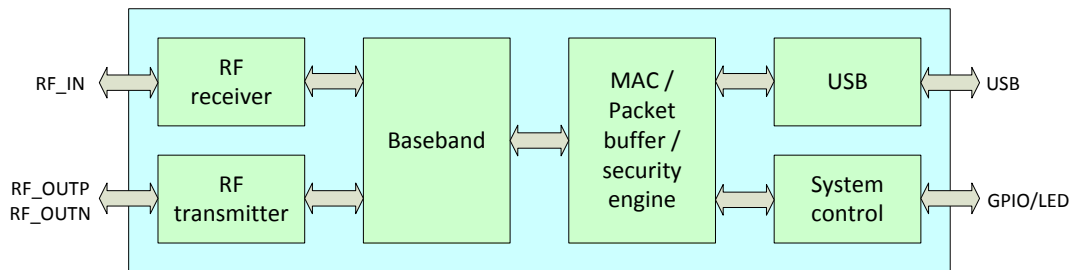 RF_IN
RF
receiver
RF_OUTP
RF_OUTN
RF
transmitter
Baseband
MAC /
Packet
buffer /
security
engine
USB
USB
System
control
GPIO/LED